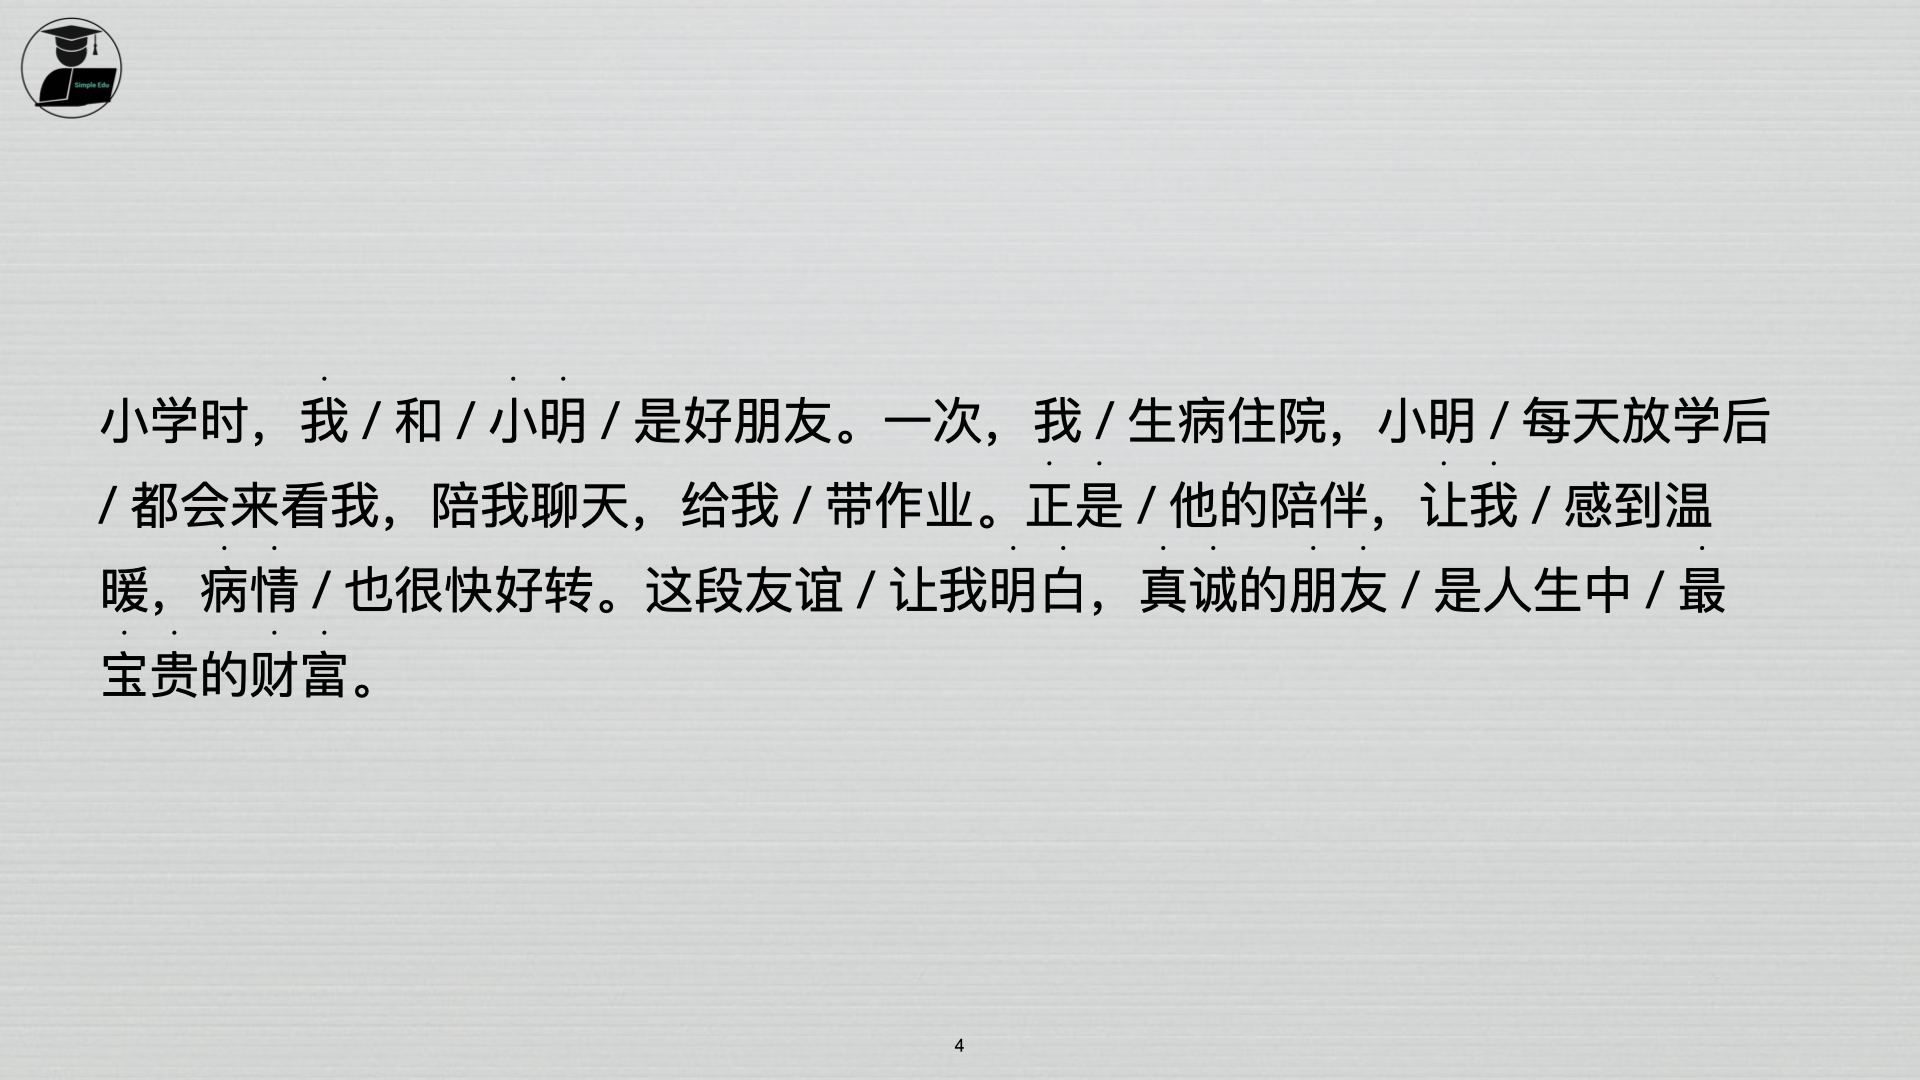 Simple Edu
小学时，我 / 和 / 小明 / 是好朋友。一次，我 / 生病住院，小明 / 每天放学后
/ 都会来看我，陪我聊天，给我 / 带作业。正是 / 他的陪伴，让我 / 感到温
暖，病情 / 也很快好转。这段友谊 / 让我明白，真诚的朋友 / 是人生中 / 最
宝贵的财富。
4